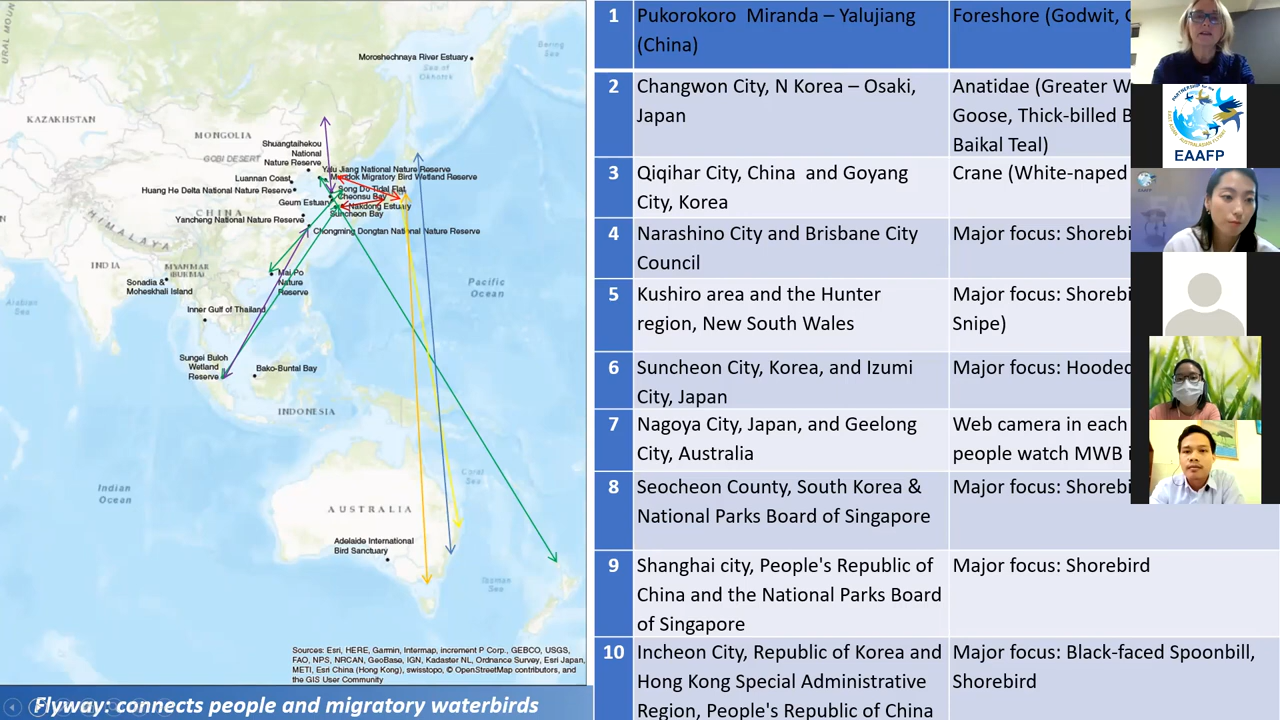 URAL MOUN
Bering
Sea
Moroshechnaya River Estuary
Sea of
Okhotsk
KAZAKHSTAN
MONGOLIA
GOBI DESERT
Shuangtaihekou
National
Nature Reserve
Yalu Jiang National Nature Reserve
Luannan Coast
Migratory Bird Wetland Reserve
Huang He Delta National Nature Reserve
Song Do Tidal Flat
Cheonsu Bay
Geum Estuary
Nakdong Estuary
CHINA
Suncheon Bay
Yancheng National Nature Reserve
Chongming Dongtan National Nature Reserve
HIMALAYA
INDIA
MYANMAR
(BURMA)
Mai Po
Nature
Reserve
Sonadia &
Moheskhali Island
Pacific
Ocean
Arabian
Sea
Inner Gulf of Thailand
Sungei Buloh
Wetland
Reserve
Bako-Buntal Bay
INDONESIA
Indian
Ocean
Coral
Sea
AUSTRALIA
Adelaide International
Bird Sanctuary
Tasman
Sea
Sources: Esri, HERE, Garmin, Intermap, increment P Corp., GEBCO, USGS,
FAO, NPS, NRCAN, GeoBase, IGN, Kadaster NL, Ordnance Survey, Esri Japan,
METI, Esri China (Hong Kong), swisstopo, © OpenStreetMap contributors, and
the GIS User Community
Flyway: connects people and migratory waterbirds
1 Pukorokoro Miranda – Yalujiang Foreshore (Godwit,
(China)
2 Changwon City, N Korea – Osaki, Anatidae (Greater W
Japan Goose, Thick-billed B
Baikal Teal)
3 Qiqihar City, China and Goyang Crane (White-naped
City, Korea
4 Narashino City and Brisbane City Major focus: Shorebi
Council
5 Kushiro area and the Hunter Major focus: Shorebi
region, New South Wales Snipe)
6 Suncheon City, Korea, and Izumi Major focus: Hooded
City, Japan
7 Nagoya City, Japan, and Geelong Web camera in each
City, Australia people watch MWB i
8 Seocheon County, South Korea & Major focus: Shorebi
National Parks Board of Singapore
9 Shanghai city, People's Republic of Major focus: Shorebird
China and the National Parks Board
of Singapore
10 Incheon City, Republic of Korea and Major focus: Black-faced Spoonbill,
Hong Kong Special Administrative Shorebird
Region, People's Republic of China
PARTNERSHIP for the
EAST ASIAN-AUSTRALASIAN FLYWAY
EAAFP